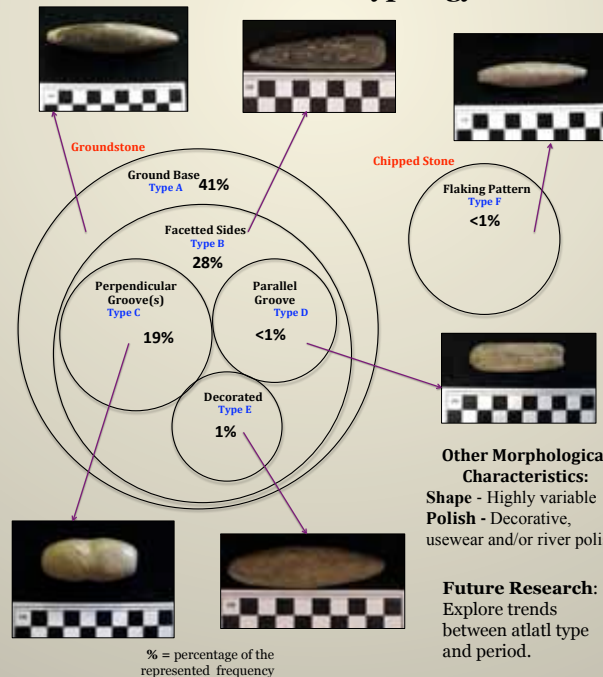 Groundstone
Ground Base
Type A 41%
Facetted Sides
Type B
28%
Perpendicular
Groove(s)
Type C
19%
Parallel
Groove
Type D
<1%
Decorated
Type E
1%
Chipped Stone
Flaking Pattern
Type F
<1%
Other Morphologica
Characteristics:
Shape - Highly variable
Polish - Decorative,
usewear and/or river poli
Future Research:
Explore trends
between atlatl type
and period.
% = percentage of the
represented frequency